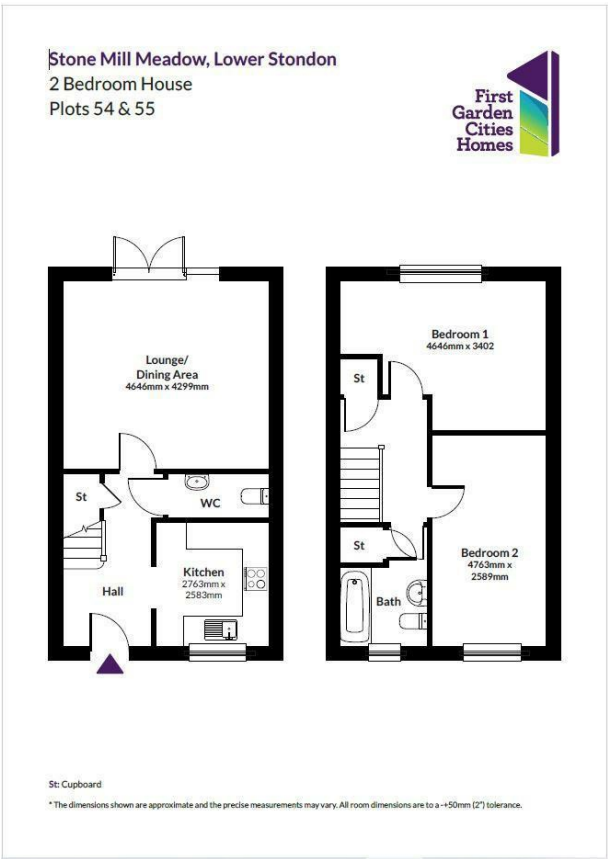 Stone Mill Meadow, Lower Stondon
2 Bedroom House
Plots 54 & 55
First
Garden
Cities
Homes
Lounge/
Dining Area
4646mm x 4299mm
St
WC
Kitchen
2763mm x
2583mm
Hall
Bedroom 1
4646mm x 3402
St
St
Bedroom 2
4763mm x
2589mm
Bath
St: Cupboard
* The dimensions shown are approximate and the precise measurements may vary. All room dimensions are to a -+50mm (2") tolerance.